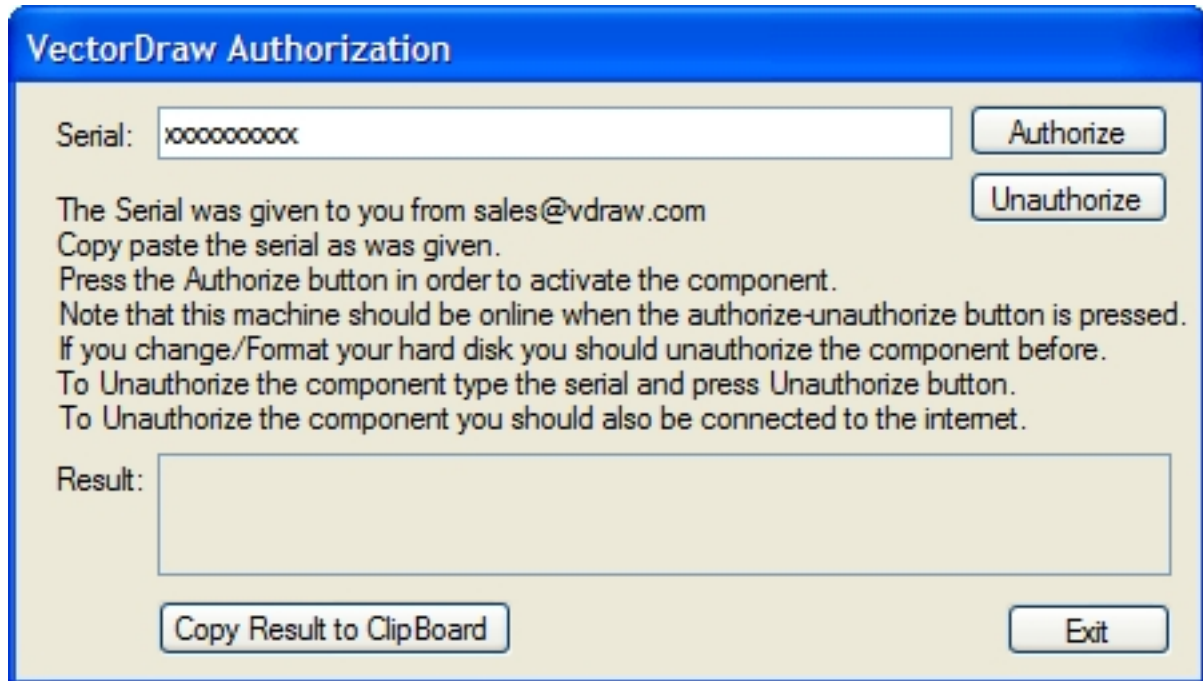 VectorDraw Authorization
Serial: xxxxxxxxxxx Authorize
Unauthorize
The Serial was given to you from sales@vdraw.com
Copy paste the serial as was given.
Press the Authorize button in order to activate the component.
Note that this machine should be online when the authorize-unauthorize button is pressed.
If you change/Format your hard disk you should unauthorize the component before.
To Unauthorize the component type the serial and press Unauthorize button.
To Unauthorize the component you should also be connected to the internet.
Result:
Copy Result to ClipBoard Exit